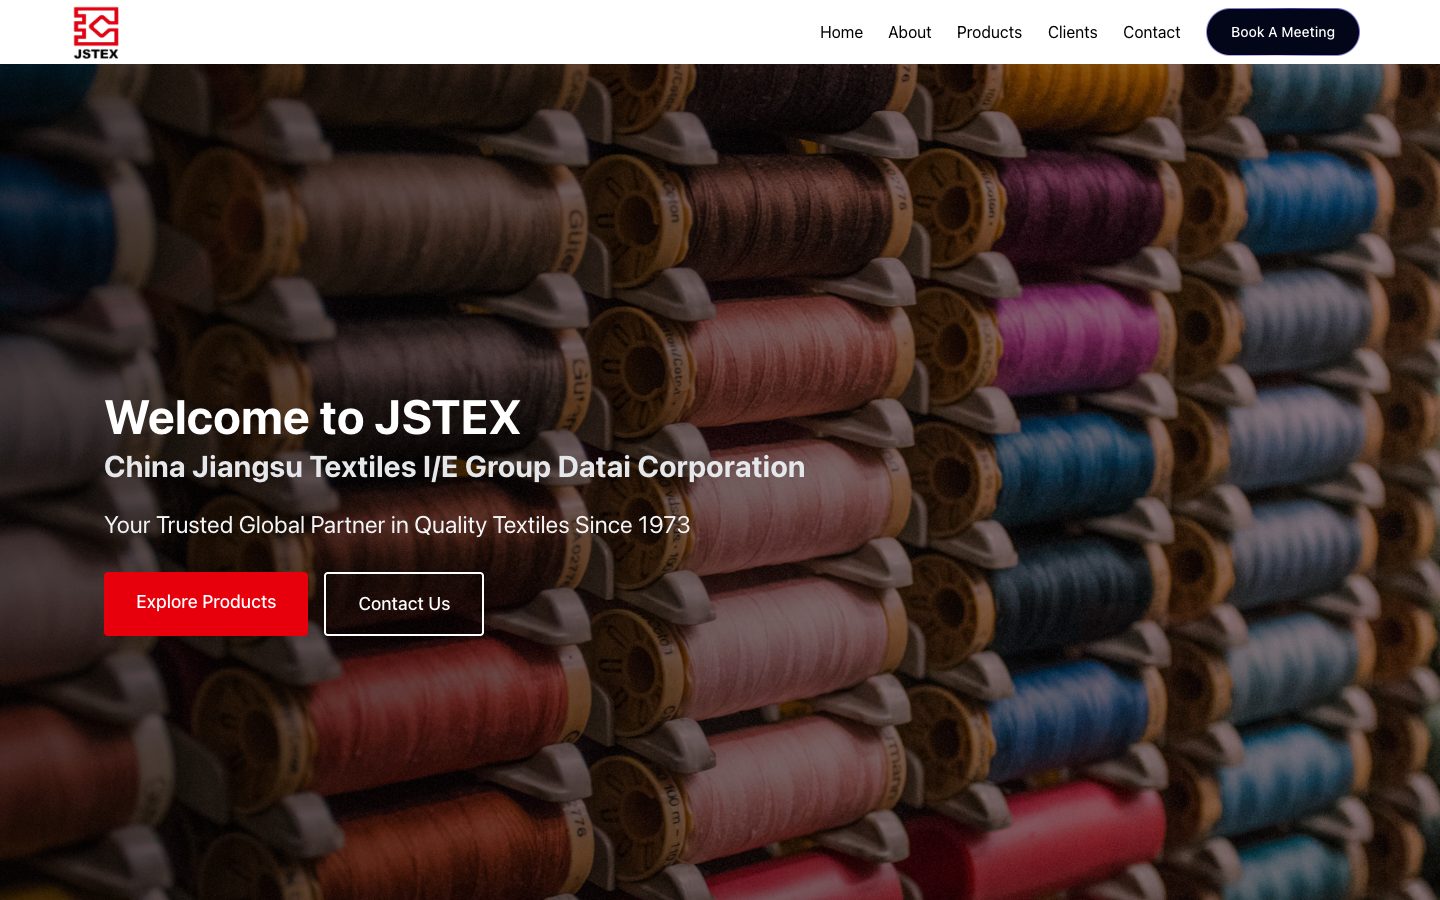 JSTEX
Home About Products Clients Contact Book A Meeting
Welcome to JSTEX
China Jiangsu Textiles I/E Group Datai Corporation
Your Trusted Global Partner in Quality Textiles Since 1973
Explore Products Contact Us